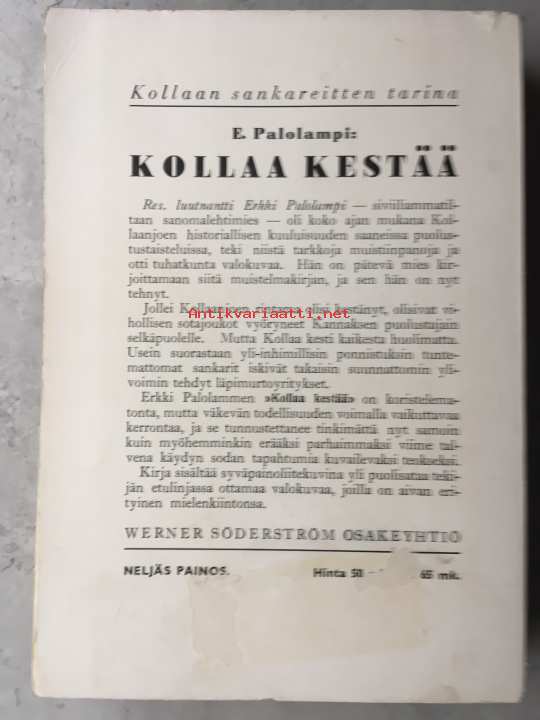 Kollaan sankareitten tarina
E. Palolampi:
KOLLAA KESTÄÄ
Res. luutnantti Erkki Palolampi — siviiliammatil-
taan sanomalehtimies — oli koko ajan mukana Kol-
laanjoen historiallisen kuuluisuuden saaneissa puolus-
tustaisteluissa, teki niistä tarkkoja muistiinpanoja ja
otti tuhatkunta valokuvaa. Hän on pätevä mies kir-
joittamaan siitä muistelmakirjan, ja sen hän on nyt
tehnyt.
Jollei Kollaanjoen rintama olisi kestänyt, olisivat vi-
Antikvariaatti.net
hollisen sotajoukot vyöryneet Kannaksen puolustajain
selkäpuolelle. Mutta Kollaa kesti kaikesta huolimatta.
Usein suorastaan yli-inhimillisin ponnistuksin tunte-
mattomat sankarit iskivät takaisin suunnattomin yli-
voimin tehdyt läpimurtoyritykset.
Erkki Palolammen »Kollaa kestää» on koristelema-
tonta, mutta väkevän todellisuuden voimalla vaikuttavaa
kerrontaa, ja se tunnustettanee tinkimättä nyt samoin
kuin myöhemminkin erääksi parhaimmaksi viime tal-
vena käydyn sodan tapahtumia kuvailevaksi teokseksi.
Kirja sisältää syväpainoliitekuvina yli puolisataa teki-
jän etulinjassa ottamaa valokuvaa, joilla on aivan eri-
tyinen mielenkiintonsa.
WERNER SÖDERSTRÖM OSAKEYHTIÖ
NELJÄS PAINOS. Hinta 50 — 65 mk.